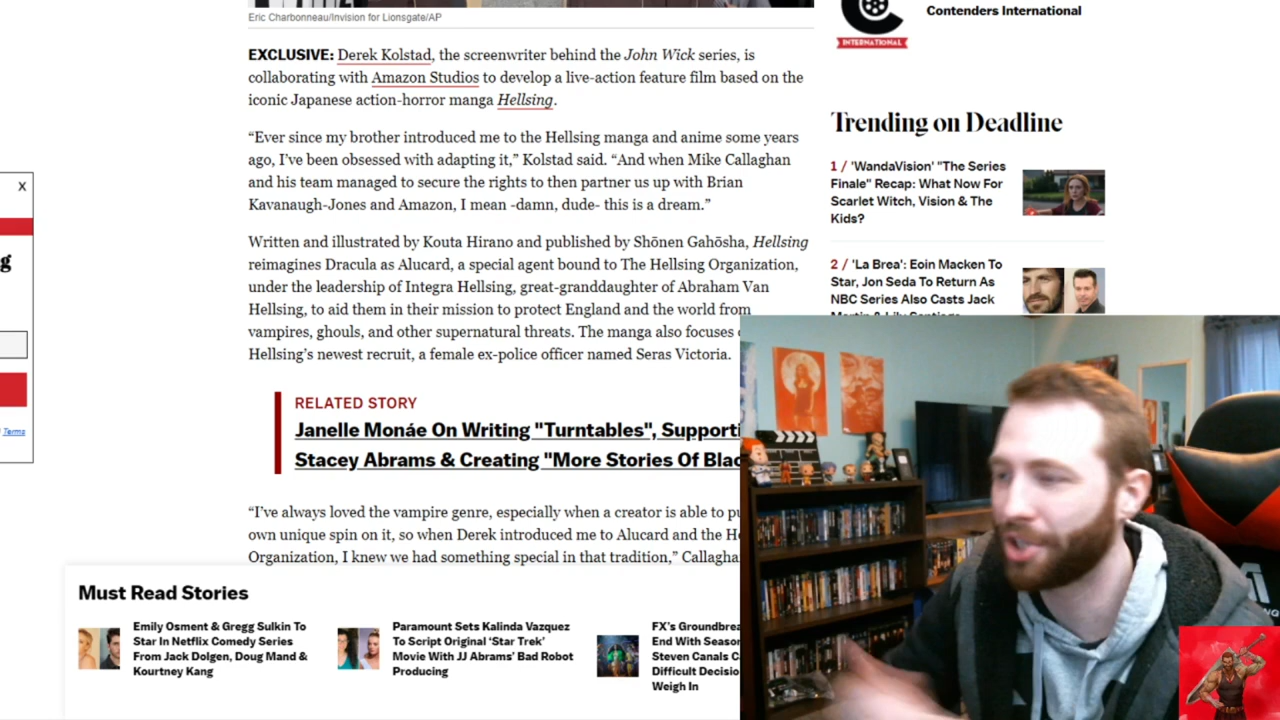 Eric Charbonneau/Invision for Lionsgate/AP
EXCLUSIVE: Derek Kolstad, the screenwriter behind the John Wick series, is
collaborating with Amazon Studios to develop a live-action feature film based on the
iconic Japanese action-horror manga Hellsing.
“Ever since my brother introduced me to the Hellsing manga and anime some years
ago, I’ve been obsessed with adapting it,” Kolstad said. “And when Mike Callaghan
and his team managed to secure the rights to then partner us up with Brian
Kavanaugh-Jones and Amazon, I mean -damn, dude- this is a dream.”
Written and illustrated by Kouta Hirano and published by Shōnen Gahōsha, Hellsing
reimagines Dracula as Alucard, a special agent bound to The Hellsing Organization,
under the leadership of Integra Hellsing, great-granddaughter of Abraham Van
Hellsing, to aid them in their mission to protect England and the world from
vampires, ghouls, and other supernatural threats. The manga also focuses
Hellsing’s newest recruit, a female ex-police officer named Seras Victoria.
RELATED STORY
Janelle Monáe On Writing "Turntables",
Stacey Abrams & Creating "More Stories Of
“I’ve always loved the vampire genre, especially when a creator is able to
own unique spin on it, so when Derek introduced me to Alucard and the
Organization, I knew we had something special in that tradition,”
Contenders International
INTERNATIONAL
Trending on Deadline
1 / 'WandaVision' "The Series
Finale" Recap: What Now For
Scarlet Witch, Vision & The
Kids?
2 / 'La Brea': Eoin Macken To
Star, Jon Seda To Return As
NBC Series Also Casts Jack
X
g
Terms
Must Read Stories
Emily Osment & Gregg Sulkin To
Star In Netflix Comedy Series
From Jack Dolgen, Doug Mand &
Kourtney Kang
Paramount Sets Kalinda Vazquez
To Script Original ‘Star Trek’
Movie With JJ Abrams’ Bad Robot
Producing
FX’s
End With
Steven Canals
Difficult
Weigh In